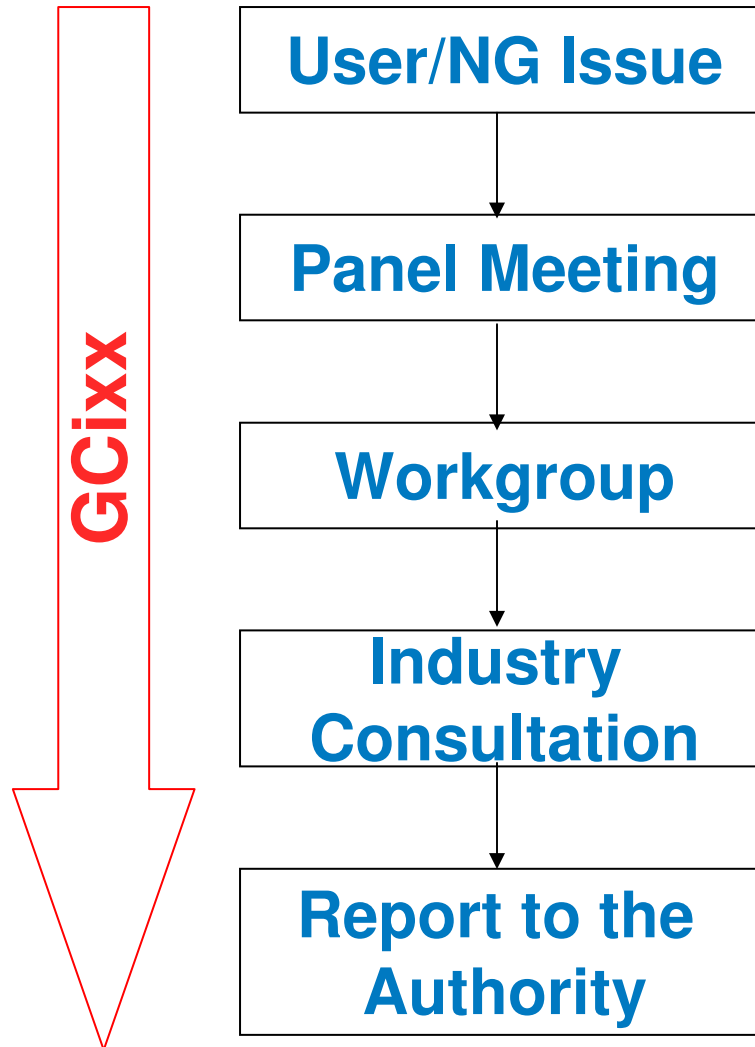 GCixx
User/NG Issue
Panel Meeting
Workgroup
Industry
Consultation
Report to the
Authority